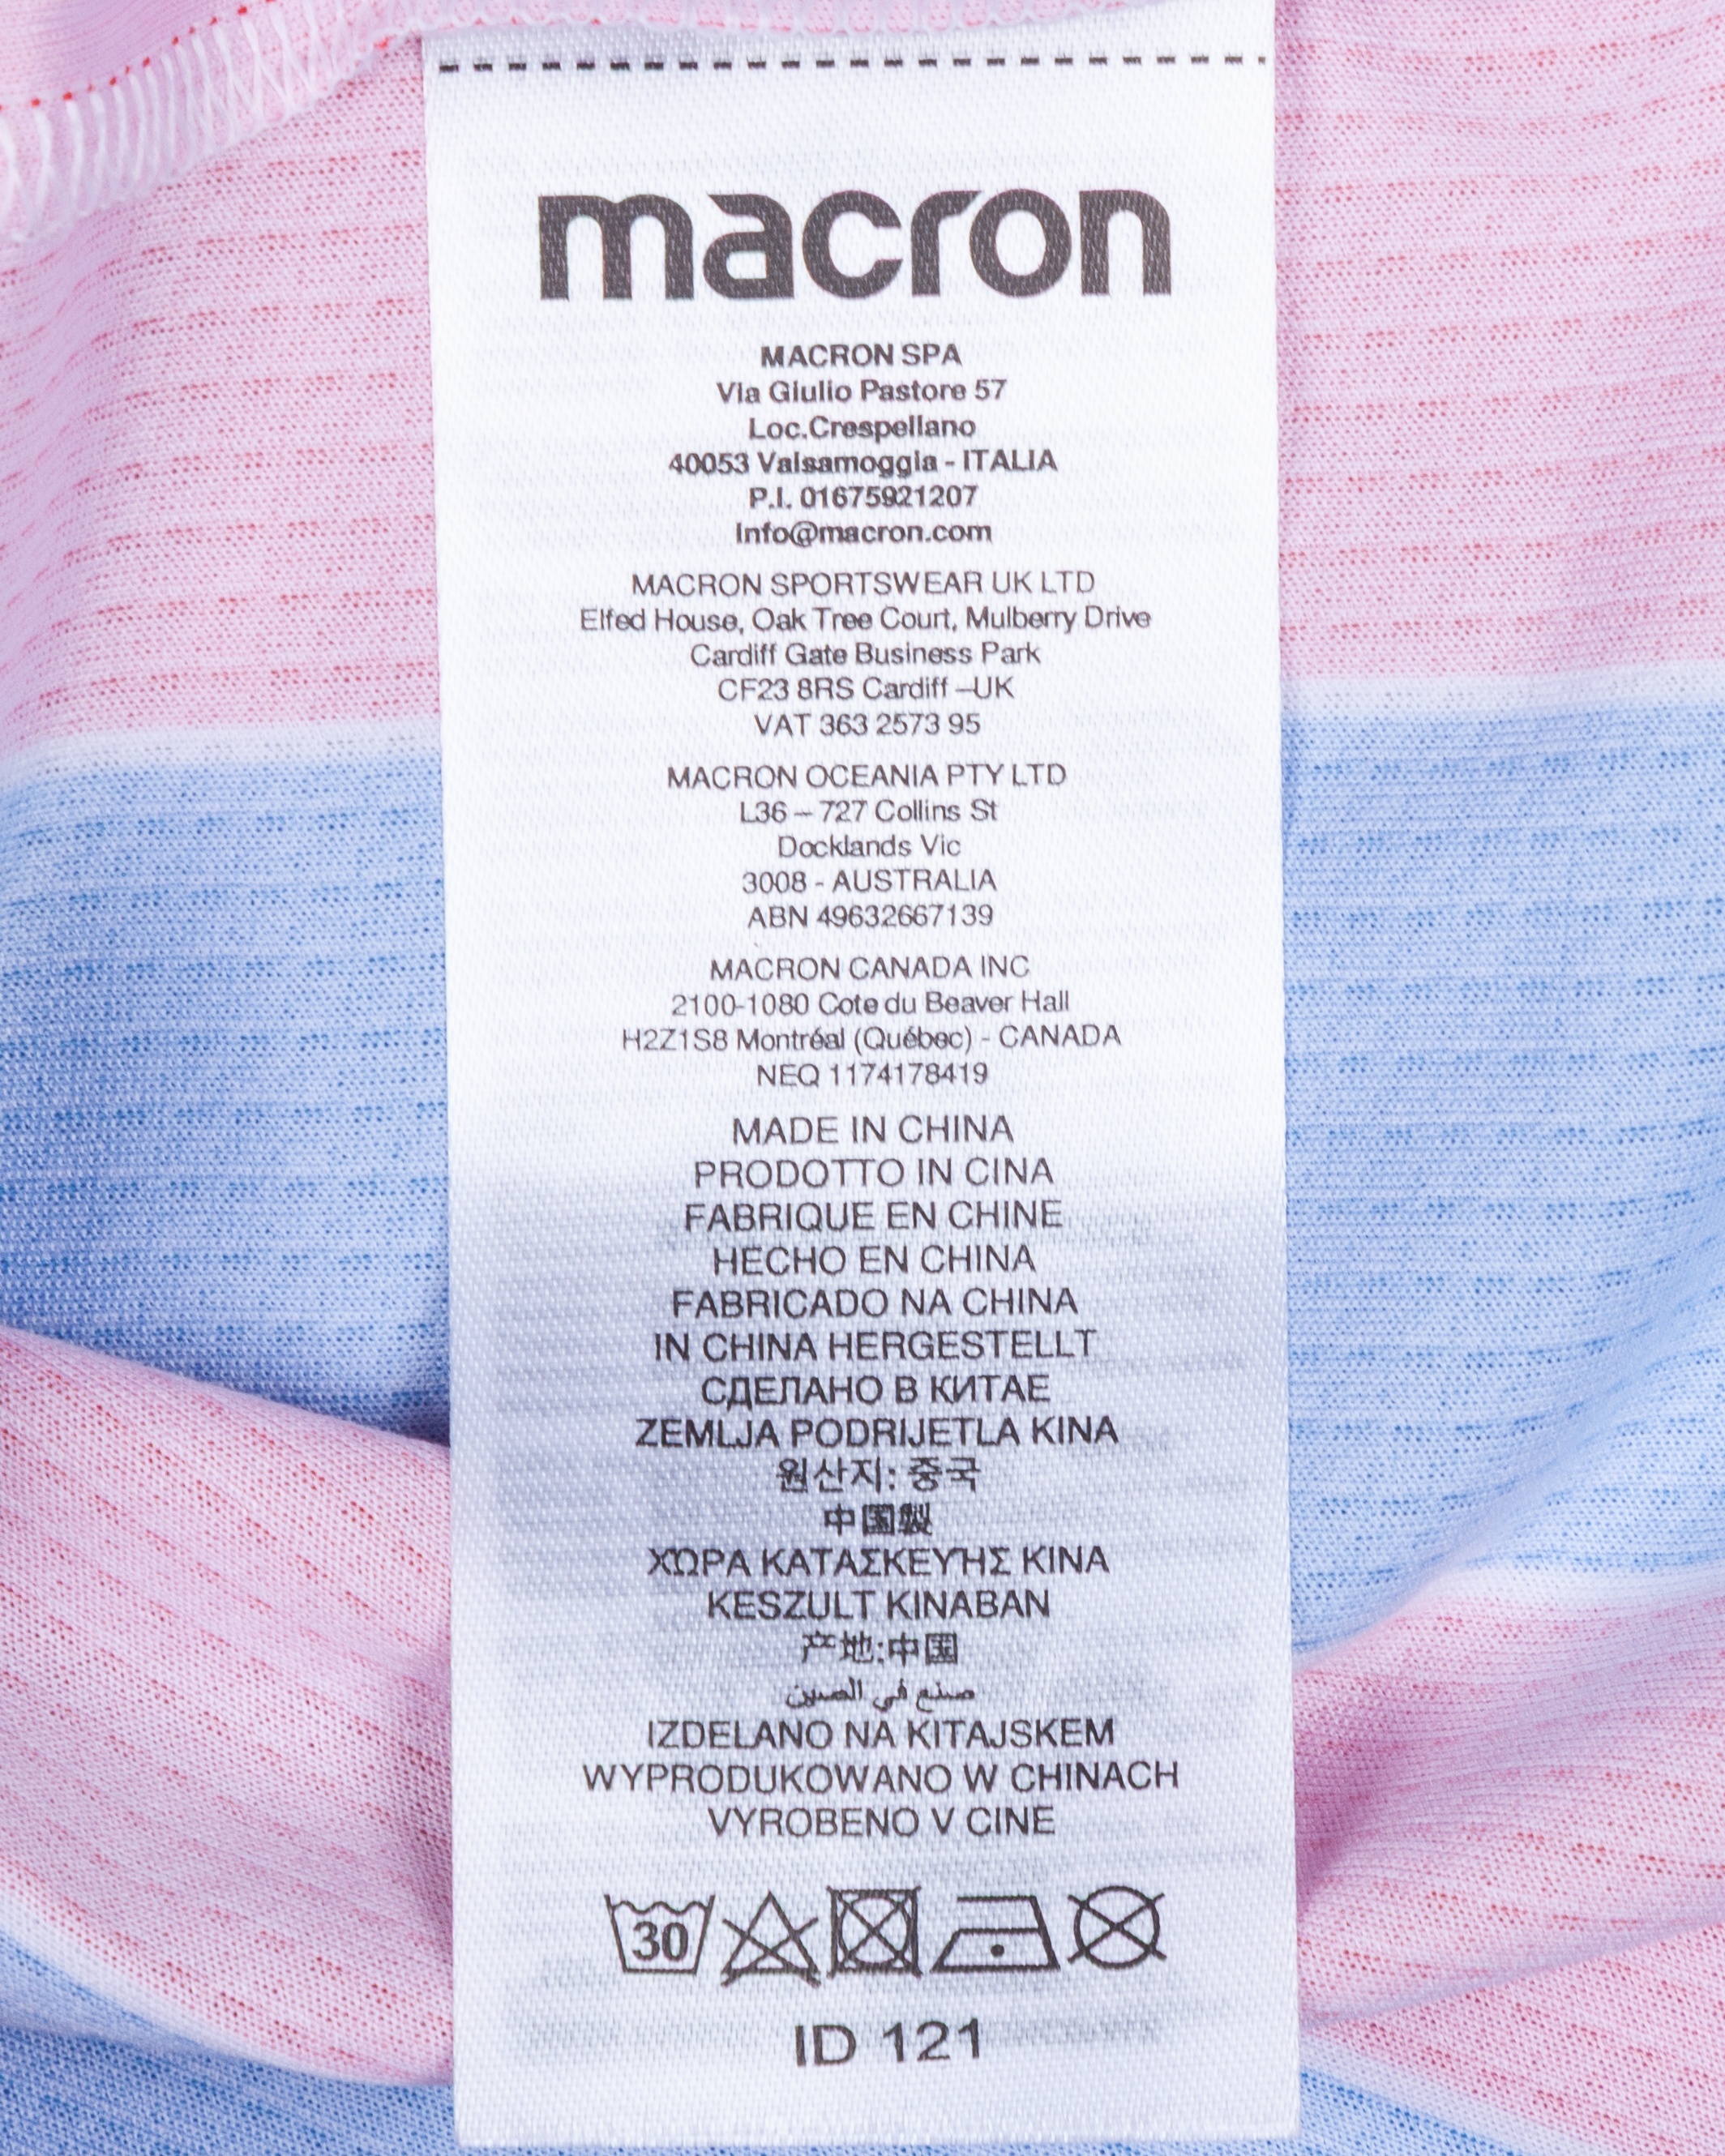 macron
MACRON SPA
Via Giulio Pastore 57
Loc.Crespellano
40053 Valsamoggia - ITALIA
P.I. 01675921207
Info@macron.com
MACRON SPORTSWEAR UK LTD
Elfed House, Oak Tree Court, Mulberry Drive
Cardiff Gate Business Park
CF23 8RS Cardiff –UK
VAT 363 2573 95
MACRON OCEANIA PTY LTD
L36 – 727 Collins St
Docklands Vic
3008 - AUSTRALIA
ABN 49632667139
MACRON CANADA INC
2100-1080 Cote du Beaver Hall
H2Z1S8 Montréal (Québec) - CANADA
NEQ 1174178419
MADE IN CHINA
PRODOTTO IN CINA
FABRIQUE EN CHINE
HECHO EN CHINA
FABRICADO NA CHINA
IN CHINA HERGESTELLT
СДЕЛАНО В КИТАЕ
ZEMLJA PODRIJETLA KINA
원산지: 중국
中国製
ΧΩΡΑ ΚΑΤΑΣΚΕΥΉΣ ΚΙΝΑ
KESZULT KINABAN
产地:中国
صنع في الصين
IZDELANO NA KITAJSKEM
WYPRODUKOWANO W CHINACH
VYROBENO V CINE
30
ID 121